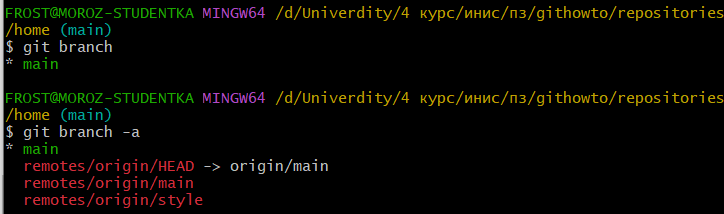 FROST@MOROZ-STUDENTKA MINGW64 /d/Univerdity/4 курс/инис/пз/githowto/repositories
/home (main)
$ git branch
* main
FROST@MOROZ-STUDENTKA MINGW64 /d/Univerdity/4 курс/инис/пз/githowto/repositories
/home (main)
$ git branch -a
* main
remotes/origin/HEAD -> origin/main
remotes/origin/main
remotes/origin/style